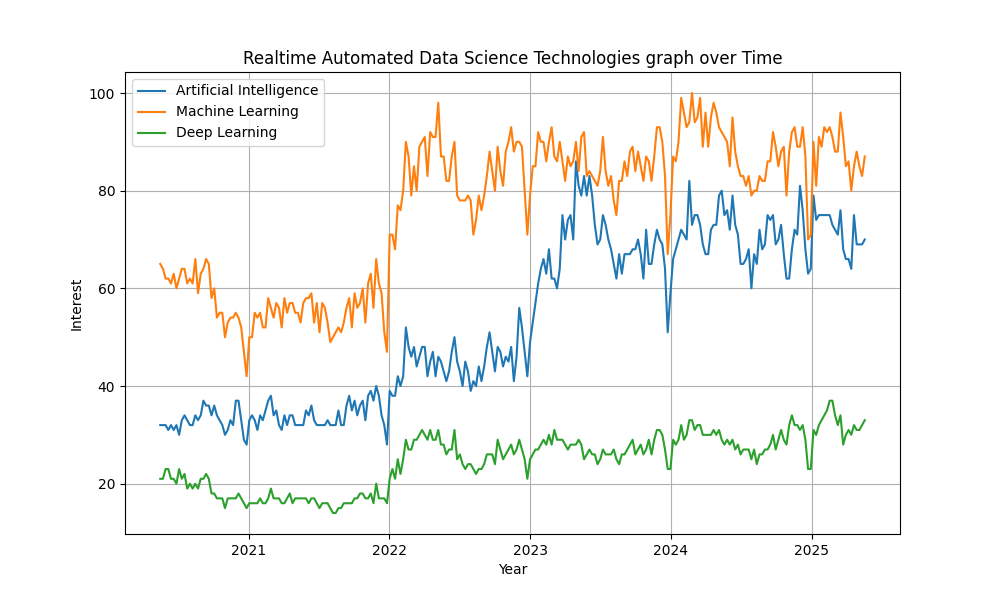 Realtime Automated Data Science Technologies graph over Time
Artificial Intelligence
Machine Learning
Deep Learning
100
80
60
40
20
Interest
2021 2022 2023 2024 2025
Year